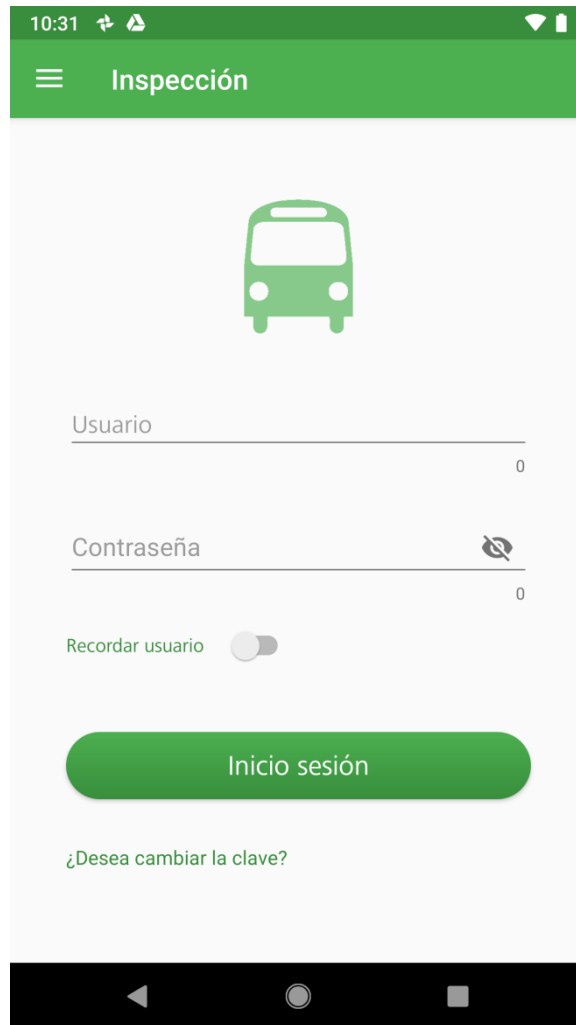 10:31
Inspección
Usuario
0
Contraseña
0
Recordar usuario
Inicio sesión
¿Desea cambiar la clave?